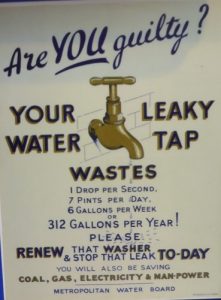 Are YOU guilty?
YOUR LEAKY
WATER TAP
WASTES
1 DROP PER SECOND,
7 PINTS PER DAY,
6 GALLONS PER WEEK
OR
312 GALLONS PER YEAR!
PLEASE
RENEW THAT WASHER
& STOP THAT LEAK TO-DAY
YOU WILL ALSO BE SAVING
COAL, GAS, ELECTRICITY & MAN-POWER
METROPOLITAN WATER BOARD